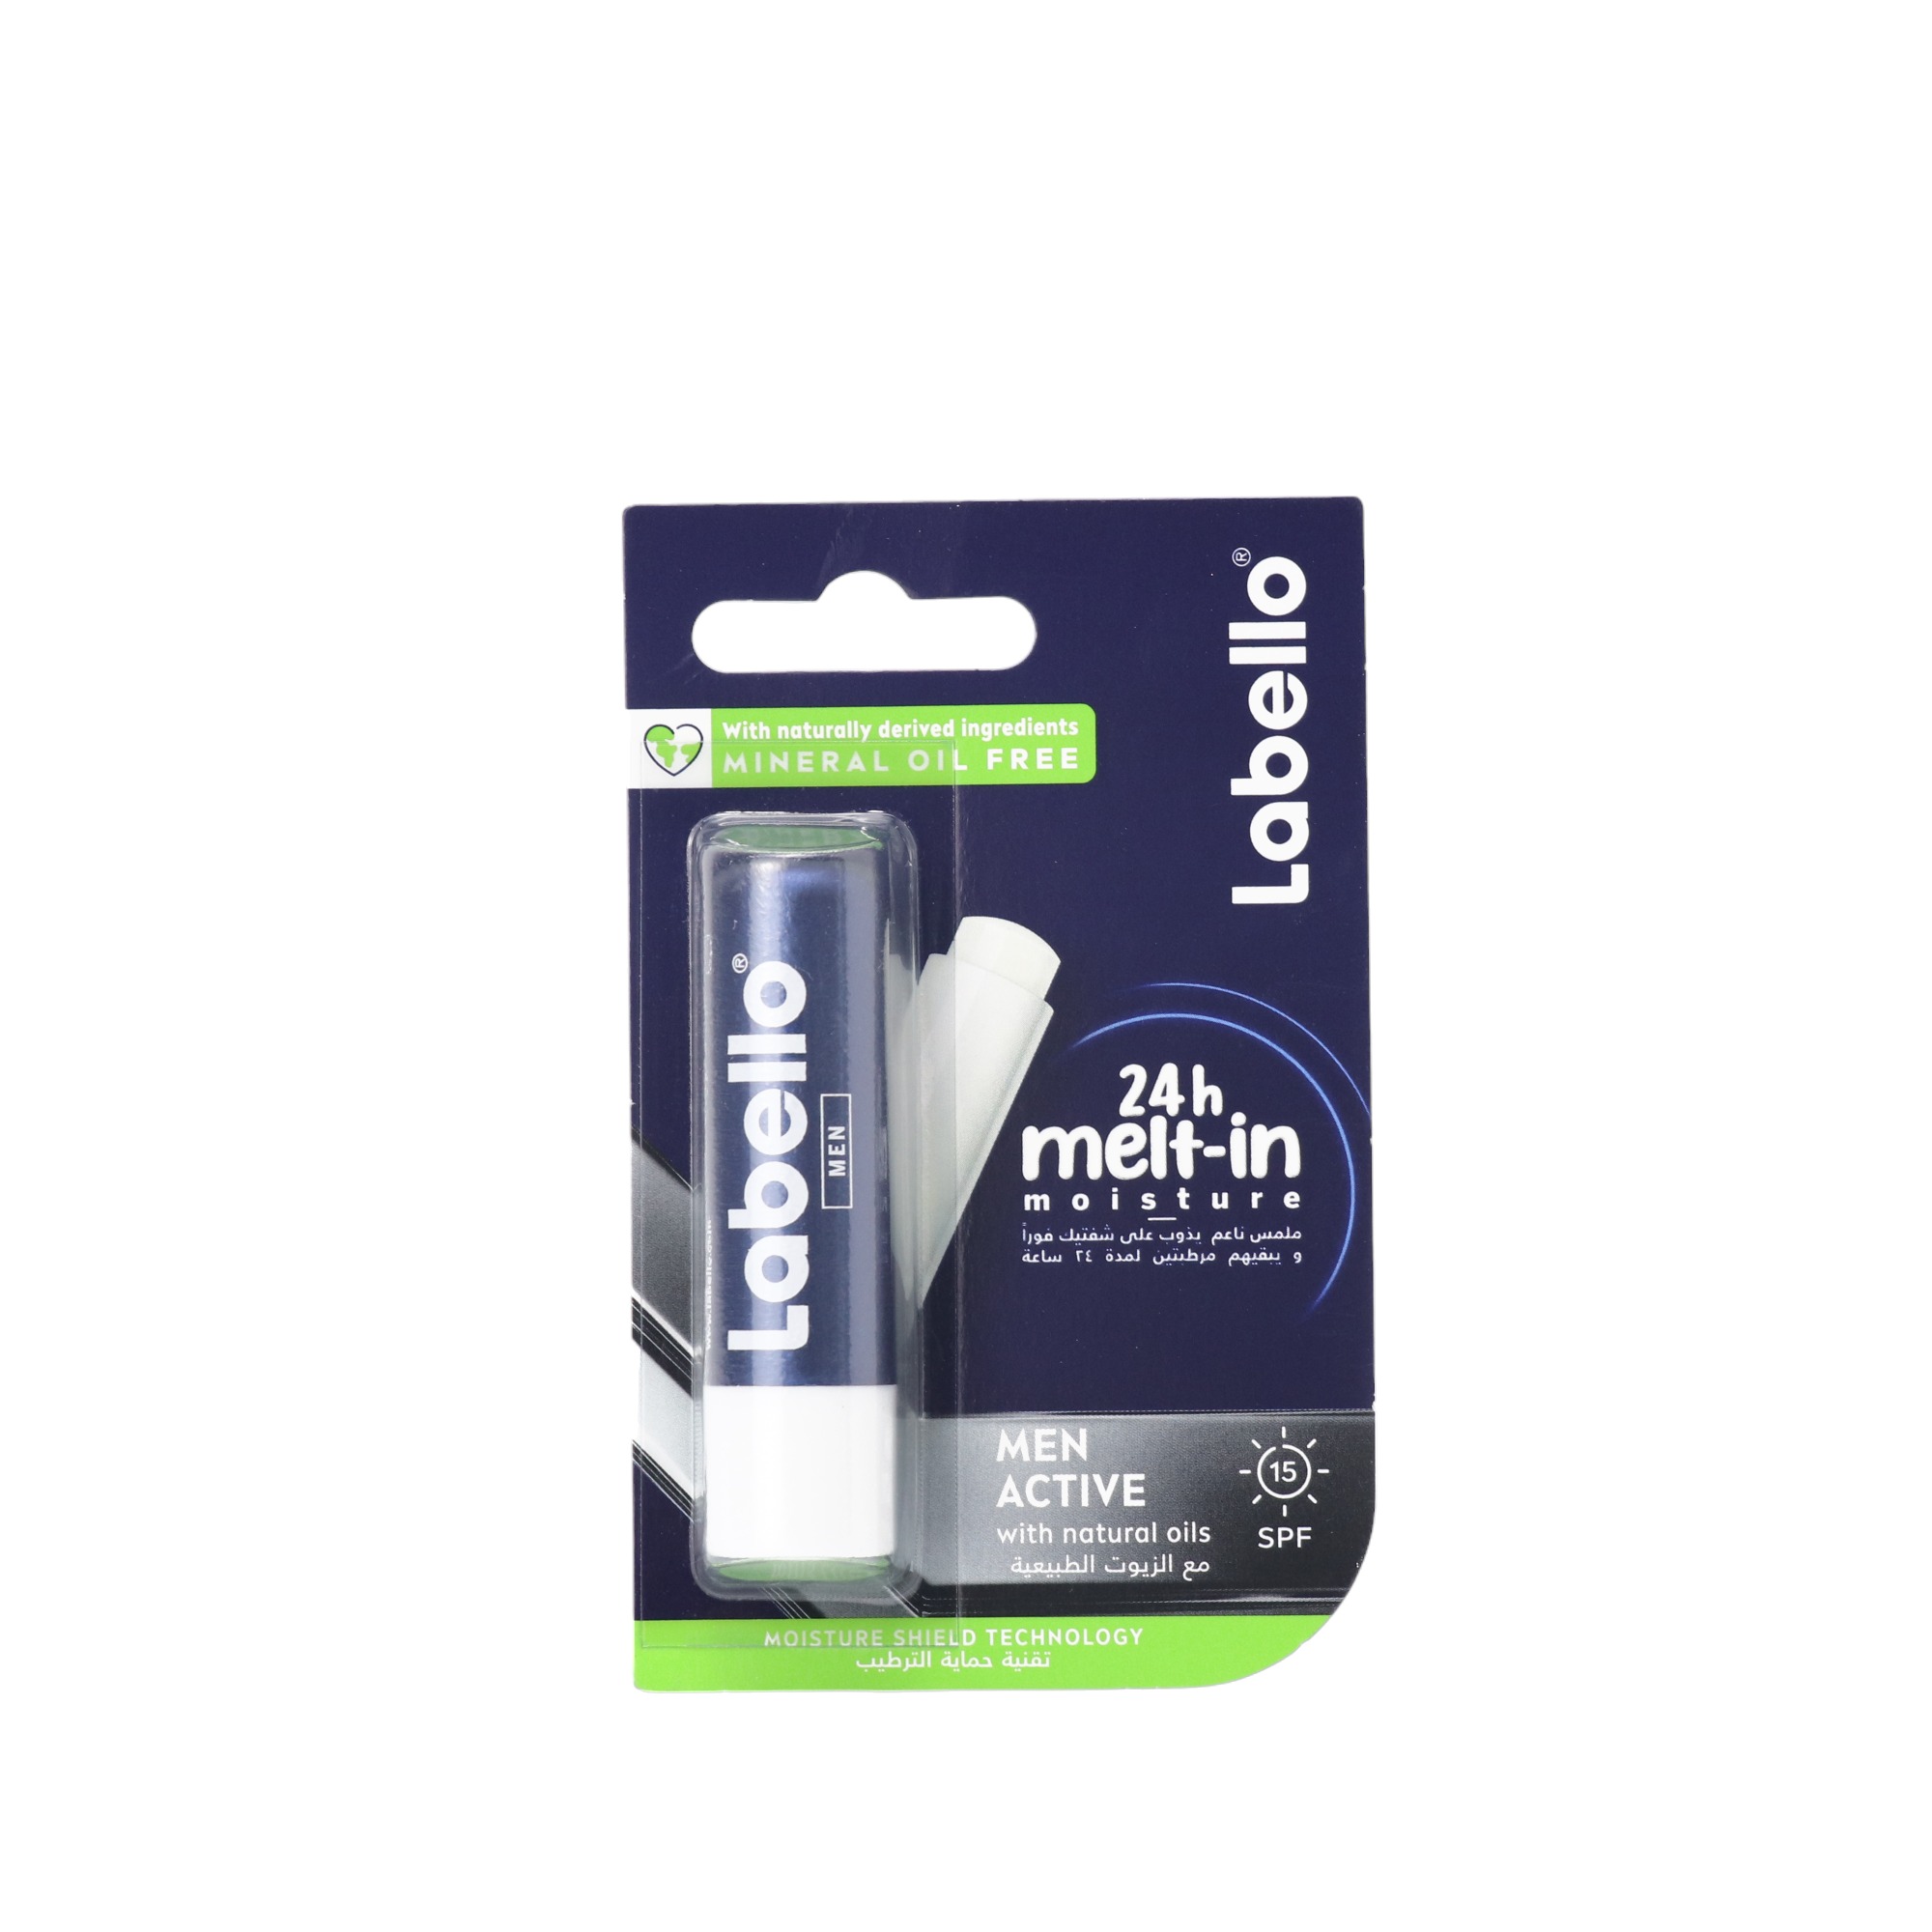 Labello®
With naturally derived ingredients
MINERAL OIL FREE
Labello®
MEN
24h
melt-in
moisture
ملمس ناعم يذوب على شفتيك فوراً
و يبقيهم مرطبتين لمدة ٢٤ ساعة
MEN
ACTIVE
with natural oils
مع الزيوت الطبيعية
15
SPF
MOISTURE SHIELD TECHNOLOGY
تقنية حماية الترطيب